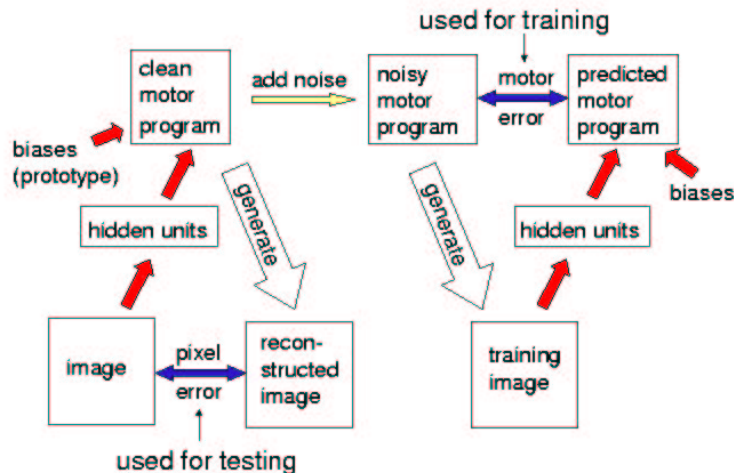 used for training
clean
motor
program
add noise
noisy
motor
program
motor
error
predicted
motor
program
biases
(prototype)
biases
generate
generate
hidden units
hidden units
image
pixel
error
recon-
structed
image
training
image
used for testing